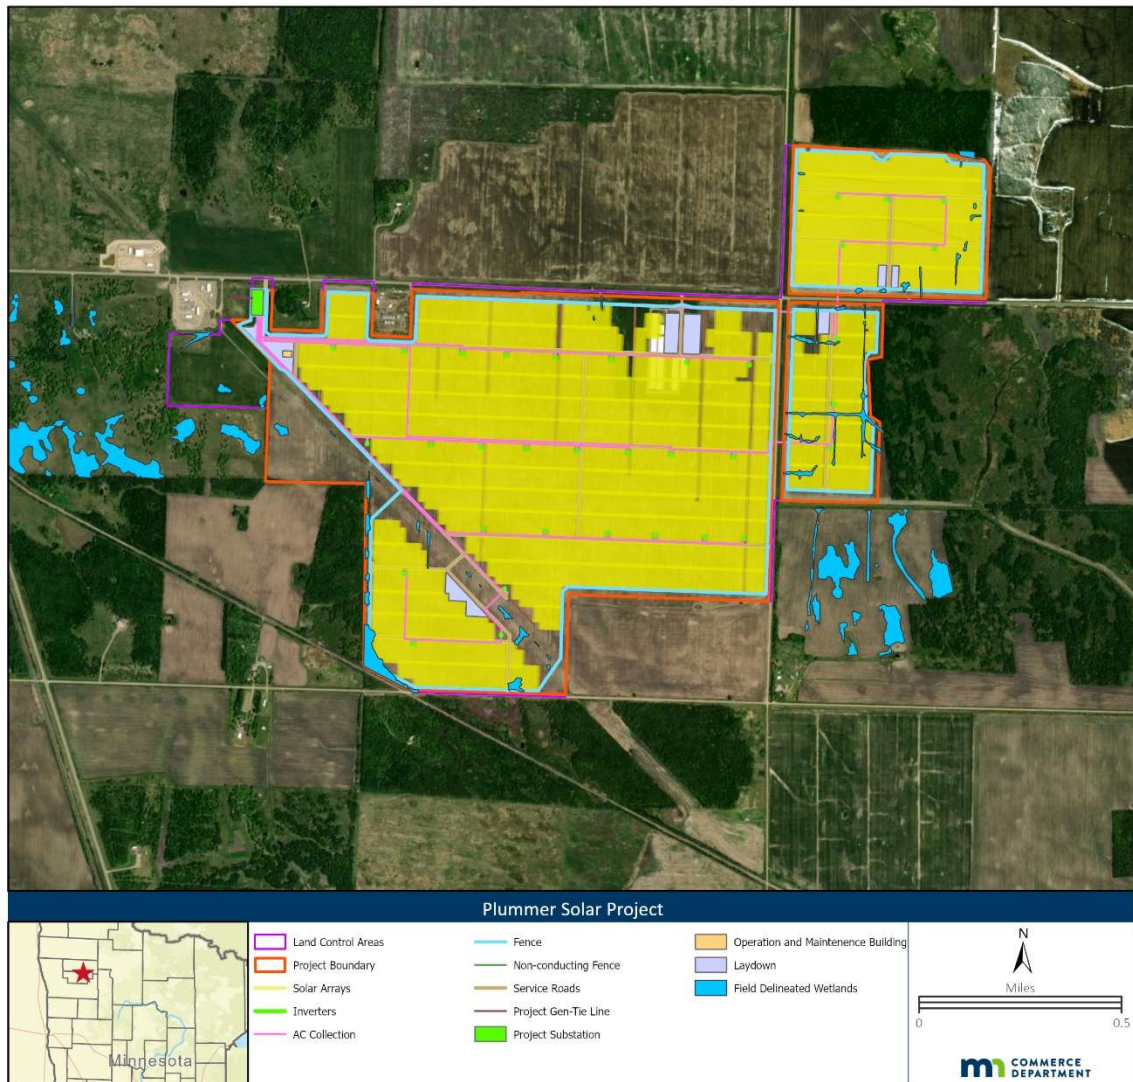 Plummer Solar Project
Minnesota
Land Control Areas
Project Boundary
Solar Arrays
Inverters
AC Collection
Fence
Non-conducting Fence
Service Roads
Project Gen-Tie Line
Project Substation
Operation and Maintenence Building
Laydown
Field Delineated Wetlands
N
Miles
0
0.5
mn COMMERCE
DEPARTMENT